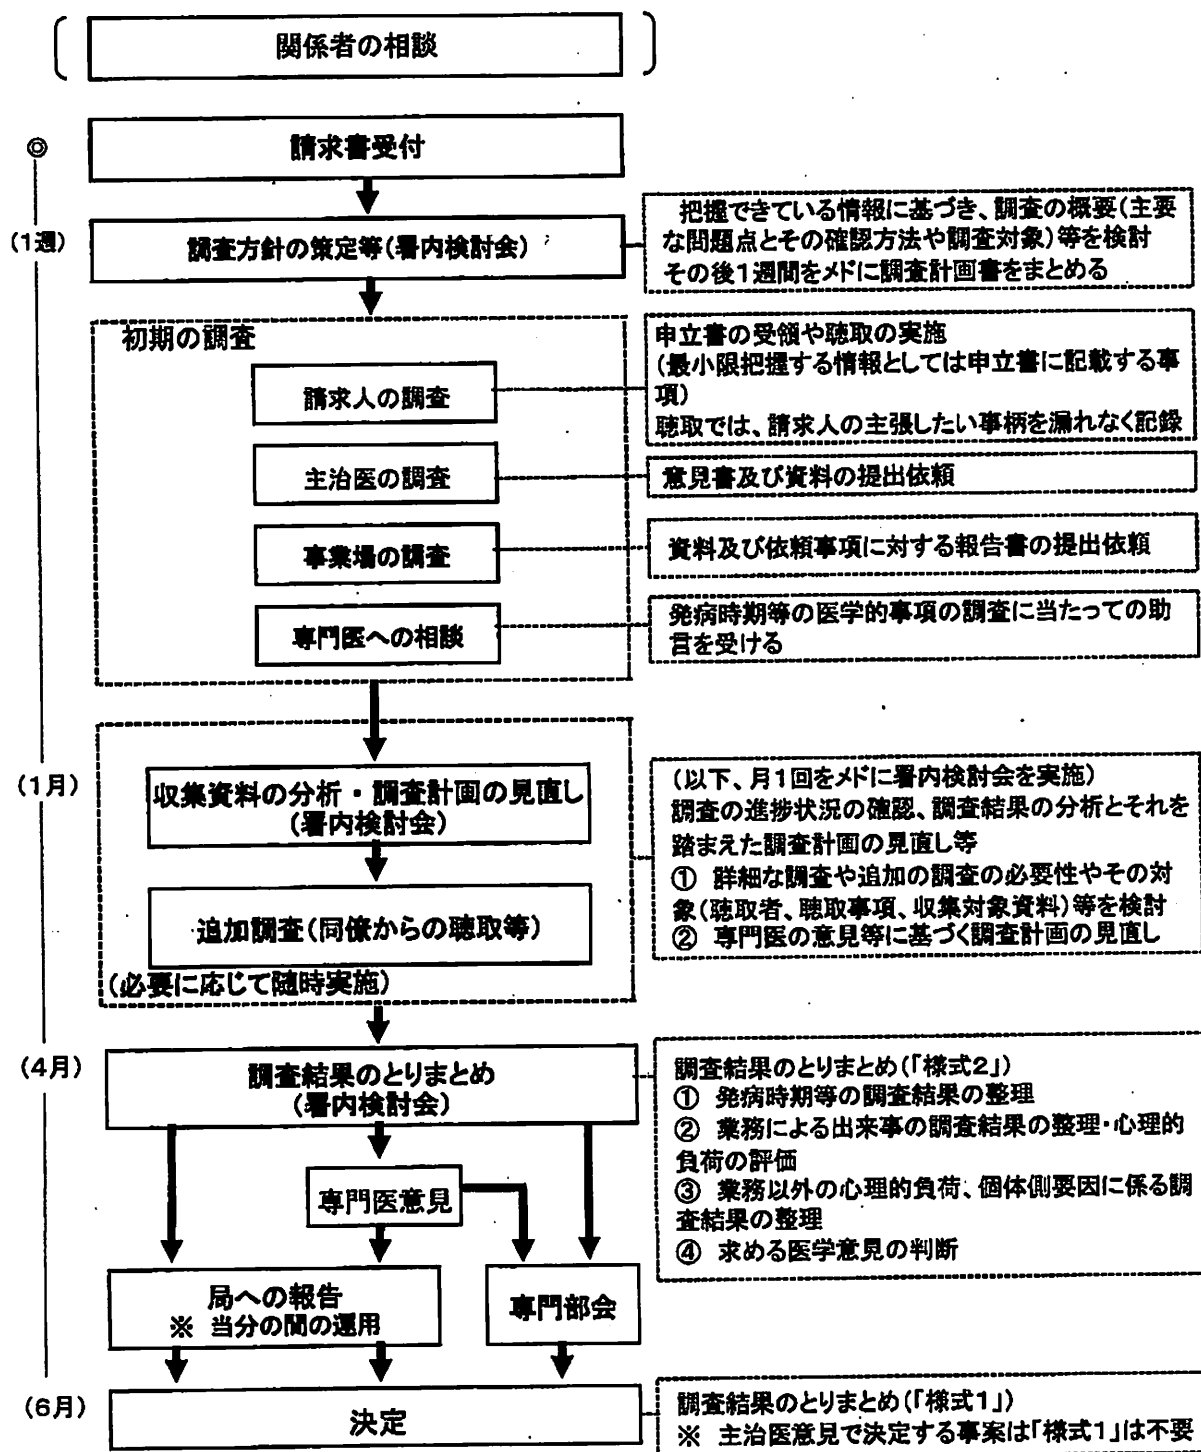 関係者の相談
◎
請求書受付
(1週)
調査方針の策定等(署内検討会)
把握できている情報に基づき、調査の概要(主要
な問題点とその確認方法や調査対象)等を検討
その後1週間をメドに調査計画書をまとめる
初期の調査
請求人の調査
申立書の受領や聴取の実施
(最小限把握する情報としては申立書に記載する事
項)
聴取では、請求人の主張したい事柄を漏れなく記録
主治医の調査
意見書及び資料の提出依頼
事業場の調査
資料及び依頼事項に対する報告書の提出依頼
専門医への相談
発病時期等の医学的事項の調査に当たっての助
言を受ける
(1月)
収集資料の分析・調査計画の見直し
(署内検討会)
追加調査(同僚からの聴取等)
(必要に応じて随時実施)
(以下、月1回をメドに署内検討会を実施)
調査の進捗状況の確認、調査結果の分析とそれを
踏まえた調査計画の見直し等
① 詳細な調査や追加の調査の必要性やその対
象(聴取者、聴取事項、収集対象資料)等を検討
② 専門医の意見等に基づく調査計画の見直し
(4月)
調査結果のとりまとめ
(署内検討会)
調査結果のとりまとめ(「様式2」)
① 発病時期等の調査結果の整理
② 業務による出来事の調査結果の整理・心理的
負荷の評価
③ 業務以外の心理的負荷、個体側要因に係る調
査結果の整理
④ 求める医学意見の判断
専門医意見
局への報告
※ 当分の間の運用
専門部会
(6月)
決定
調査結果のとりまとめ(「様式1」)
※ 主治医意見で決定する事案は「様式1」は不要